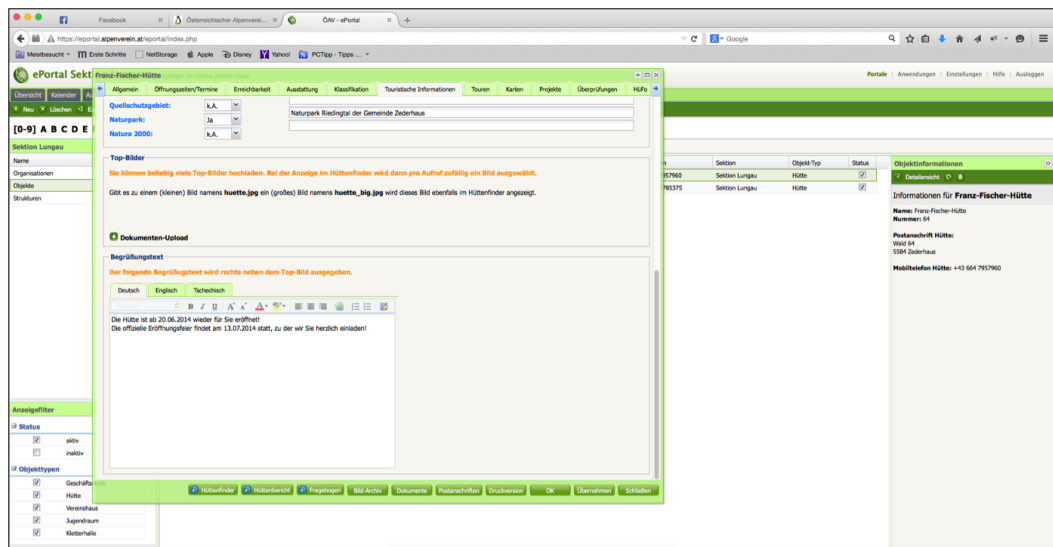 Facebook
Österreichischer Alpenverei...
ÖAV - ePortal
https://eportal.alpenverein.at/eportal/index.php
Google
Meistbesucht
Erste Schritte
NetStorage
Apple
Disney
Yahoo!
PCTipp - Tipps ...
ePortal Sekt
Portale | Anwendungen | Einstellungen | Hilfe | Ausloggen
Übersicht
Kalender
Neu
Löschen
[0-9] A B C D E
Sektion Lungau
Name
Organisationen
Objekte
Strukturen
Franz-Fischer-Hütte
Allgemein
Öffnungszeiten/Termine
Erreichbarkeit
Ausstattung
Klassifikation
Touristische Informationen
Touren
Karten
Projekte
Überprüfungen
HüFo
Quellschutzgebiet:
k.A.
Naturpark:
Ja
Naturpark Riedingtal der Gemeinde Zederhaus
Natura 2000:
k.A.
Top-Bilder
Sie können beliebig viele Top-Bilder hochladen. Bei der Anzeige im Hüttenfinder wird dann pro Aufruf zufällig ein Bild ausgewählt.
Gibt es zu einem (kleinen) Bild namens huette.jpg ein (großes) Bild namens huette_big.jpg wird dieses Bild ebenfalls im Hüttenfinder angezeigt.
Dokumenten-Upload
Begrüßungstext
Der folgende Begrüßungstext wird rechts neben dem Top-Bild ausgegeben.
Deutsch
Englisch
Tschechisch
B I U
Die Hütte ist ab 20.06.2014 wieder für Sie eröffnet!
Die offizielle Eröffnungsfeier findet am 13.07.2014 statt, zu der wir Sie herzlich einladen!
Hüttenfinder
Hüttenbericht
Fragebogen
Bild-Archiv
Dokumente
Postanschriften
Druckversion
OK
Übernehmen
Schließen
Sektion
Objekt-Typ
Status
957960
Sektion Lungau
Hütte
785375
Sektion Lungau
Hütte
Objektinformationen
Detailansicht
Informationen für Franz-Fischer-Hütte
Name: Franz-Fischer-Hütte
Nummer: 64
Postanschrift Hütte:
Wald 64
5584 Zederhaus
Mobiltelefon Hütte: +43 664 7957960
Anzeigefilter
Status
aktiv
inaktiv
Objekttypen
Hütte
Vereinshaus
Jugendraum
Kletterhalle